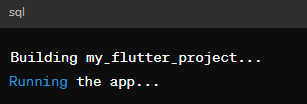 sql
Building my_flutter_project...
Running the app...